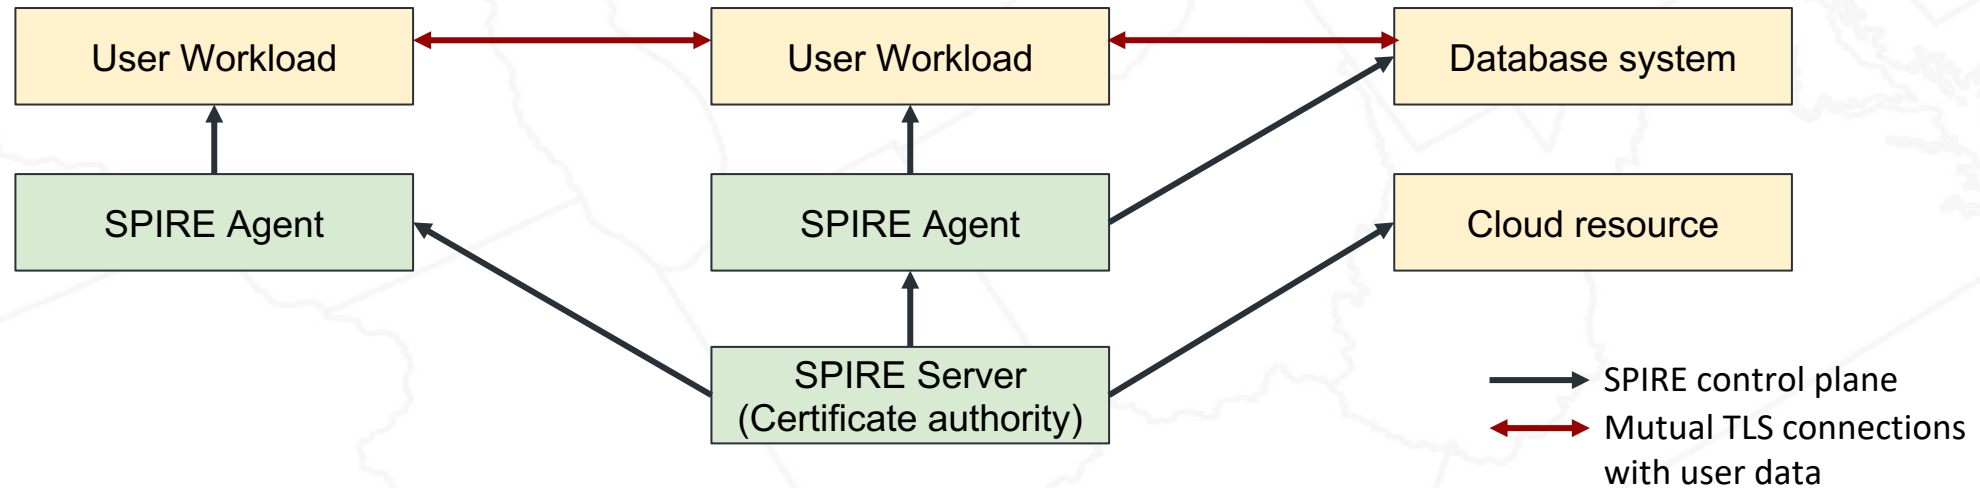 User Workload
User Workload
Database system
SPIRE Agent
SPIRE Agent
Cloud resource
SPIRE Server
(Certificate authority)
SPIRE control plane
Mutual TLS connections
with user data